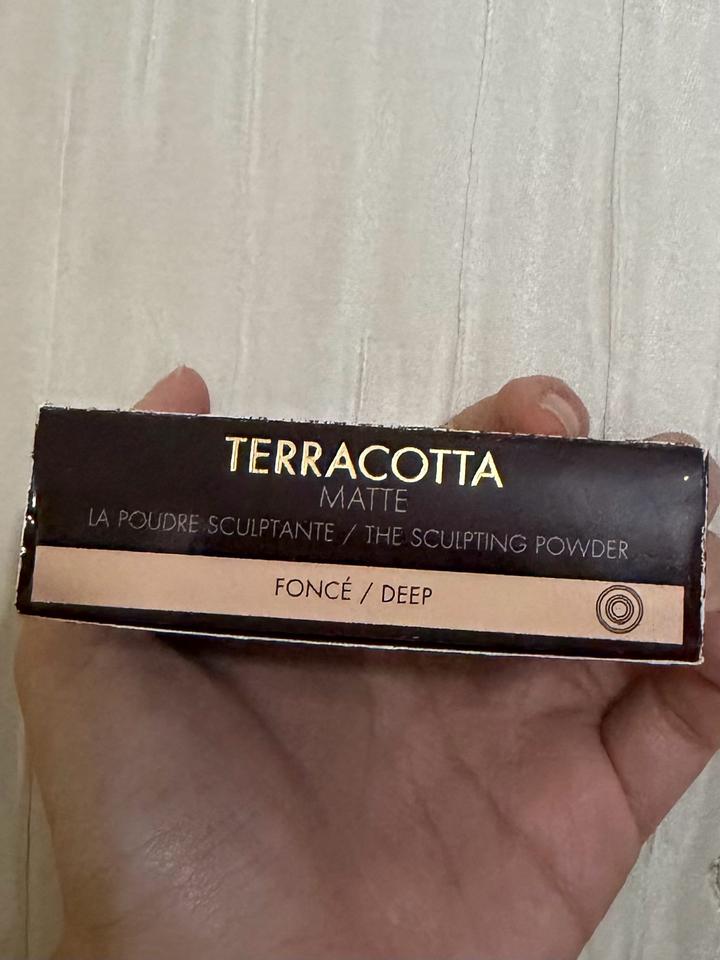 TERRACOTTA
MATTE
LA POUDRE SCULPTANTE / THE SCULPTING POWDER
FONCÉ / DEEP